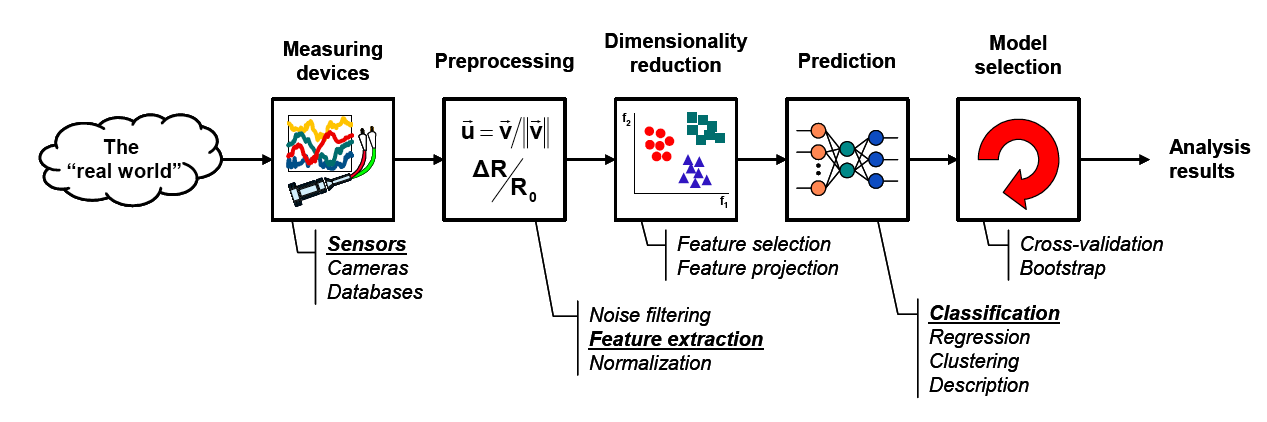 The
“real world”
Measuring
devices
Sensors
Cameras
Databases
Preprocessing
u⃗ = v⃗/‖v⃗‖
ΔR/R₀
Noise filtering
Feature extraction
Normalization
Dimensionality
reduction
f₂
f₁
Feature selection
Feature projection
Prediction
Classification
Regression
Clustering
Description
Model
selection
Cross-validation
Bootstrap
Analysis
results